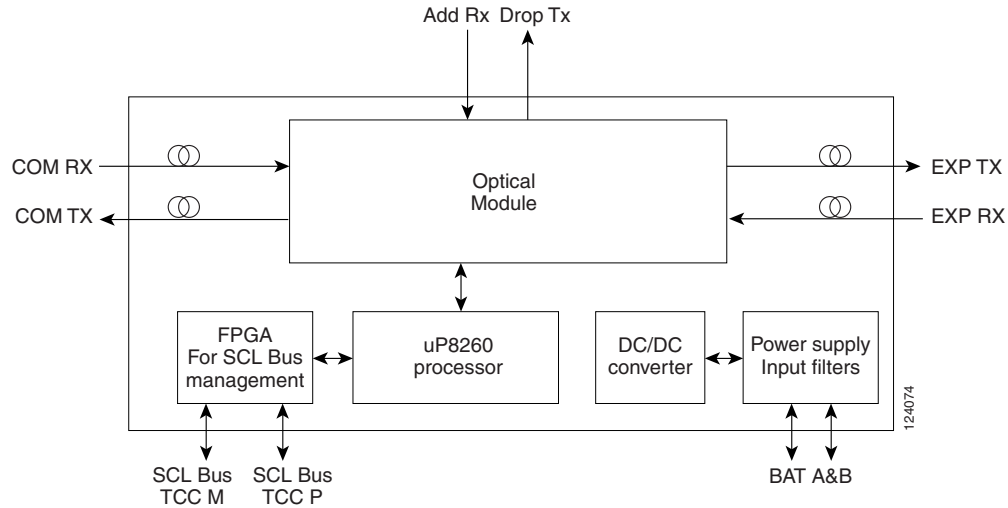 Add Rx Drop Tx
COM RX
EXP TX
Optical
Module
COM TX
EXP RX
FPGA
For SCL Bus
management
uP8260
processor
DC/DC
converter
Power supply
Input filters
124074
SCL Bus
TCC M
SCL Bus
TCC P
BAT A&B